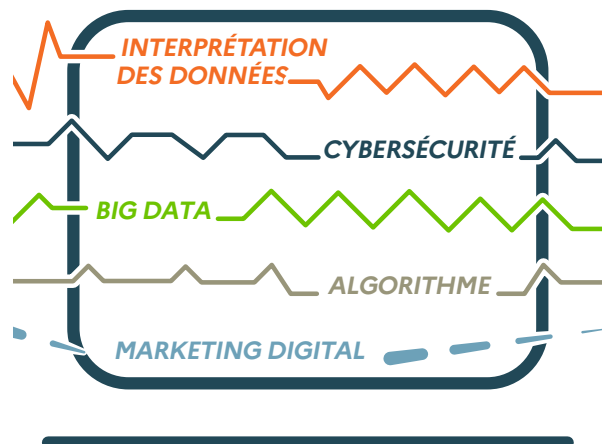 INTERPRÉTATION
DES DONNÉES
CYBERSÉCURITÉ
BIG DATA
ALGORITHME
MARKETING DIGITAL